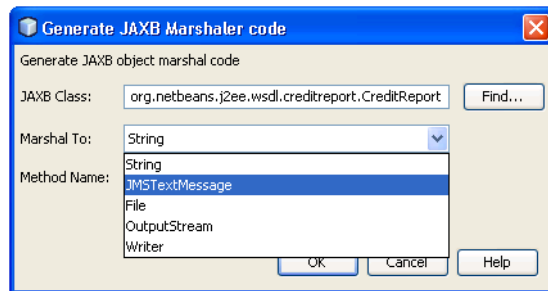 Generate JAXB Marshaler code
Generate JAXB object marshal code
JAXB Class: org.netbeans.j2ee.wsdl.creditreport.CreditReport Find...
Marshal To: String
String
Method Name: JMSTextMessage
File
OutputStream
Writer
OK Cancel Help